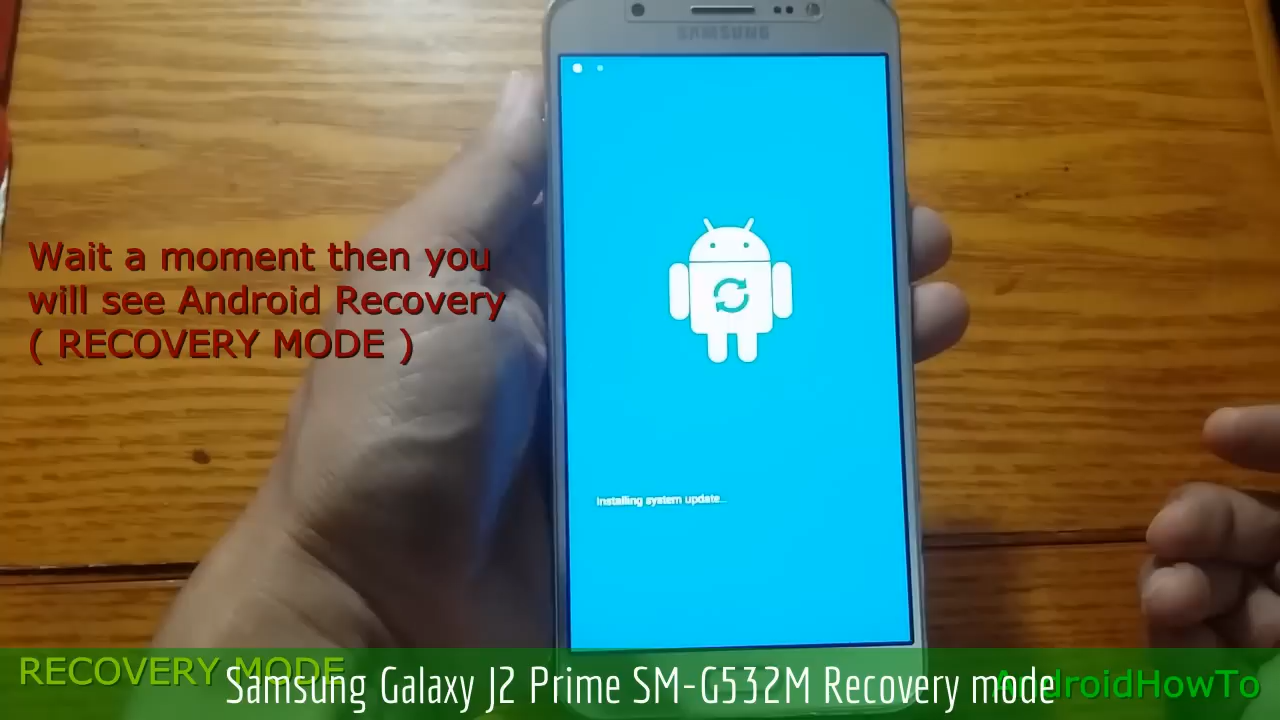 SAMSUNG
Wait a moment then you
will see Android Recovery
( RECOVERY MODE )
Installing system update...
RECOVERY MODE
Samsung Galaxy J2 Prime SM-G532M Recovery mode
AndroidHowTo